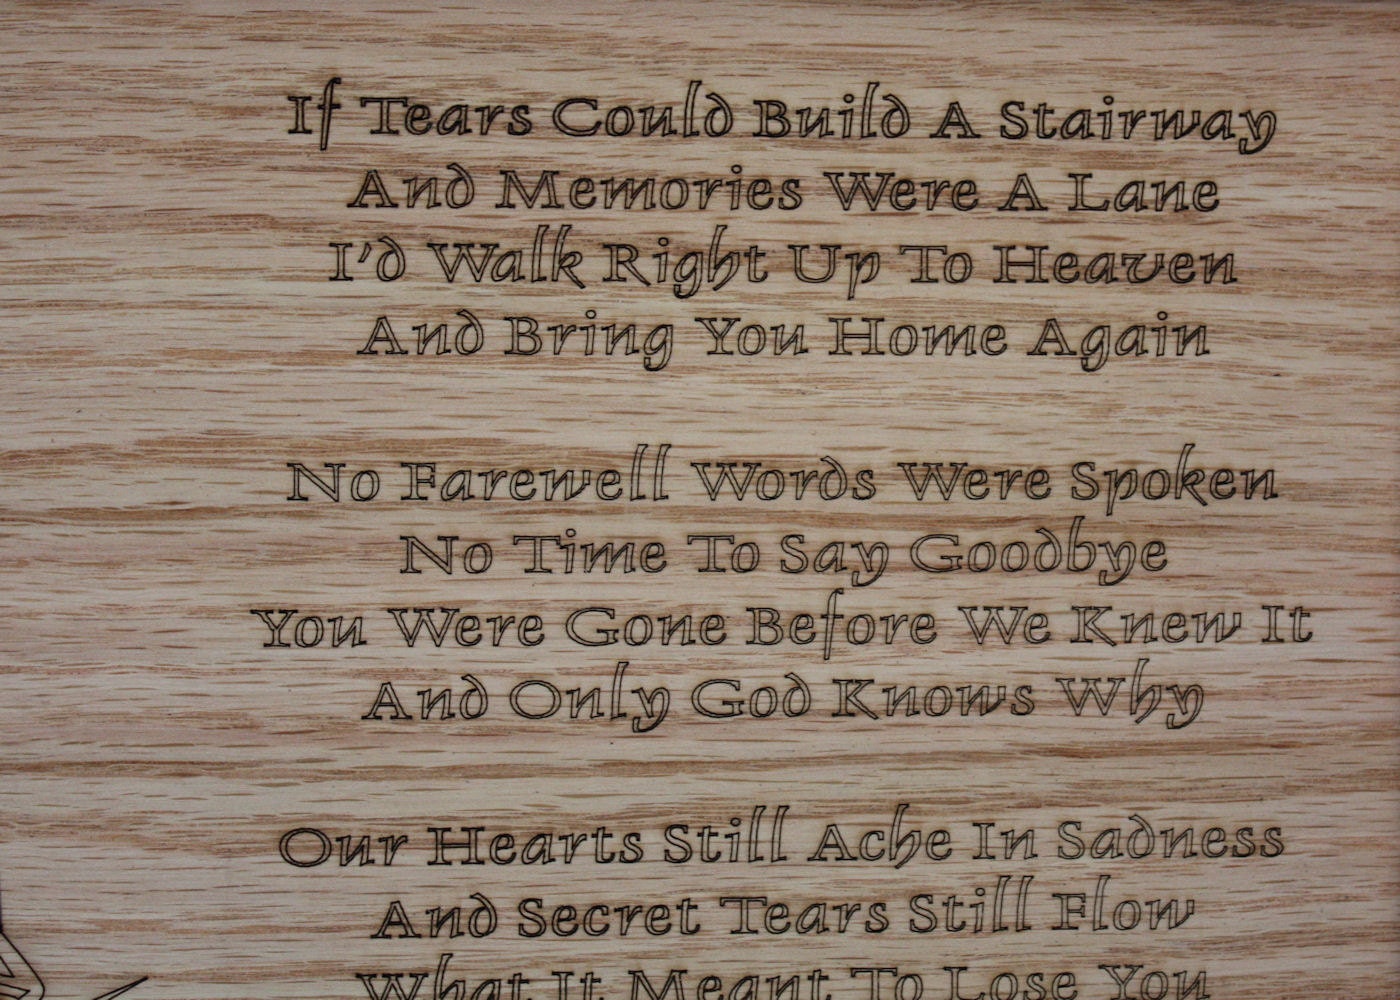 If Tears Could Build A Stairway
And Memories Were A Lane
I'd Walk Right Up To Heaven
And Bring You Home Again
No Farewell Words Were Spoken
No Time To Say Goodbye
You Were Gone Before We Knew It
And Only God Knows Why
Our Hearts Still Ache In Sadness
And Secret Tears Still Flow
What It Meant To Lose You